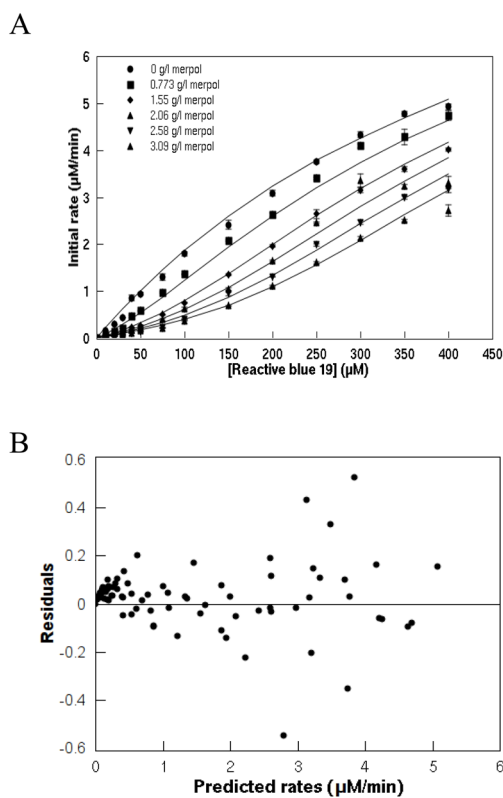 A
6
5
4
3
2
1
0
Initial rate (µM/min)
0 g/l merpol
0.773 g/l merpol
1.55 g/l merpol
2.06 g/l merpol
2.58 g/l merpol
3.09 g/l merpol
0 50 100 150 200 250 300 350 400 450
[Reactive blue 19] (µM)
B
0.6
0.4
0.2
0
-0.2
-0.4
-0.6
Residuals
0 1 2 3 4 5 6
Predicted rates (µM/min)